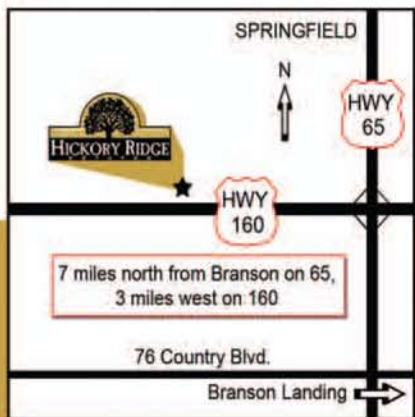 SPRINGFIELD
N
HWY
65
HICKORY RIDGE
HWY
160
7 miles north from Branson on 65,
3 miles west on 160
76 Country Blvd.
Branson Landing